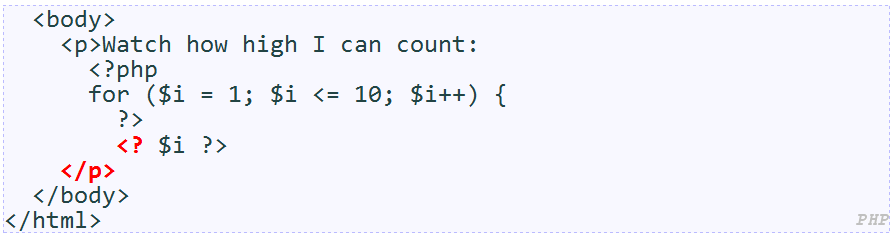 <body>
<p>Watch how high I can count:
<?php
for ($i = 1; $i <= 10; $i++) {
?>
<? $i ?>
</p>
</body>
</html>
PHP